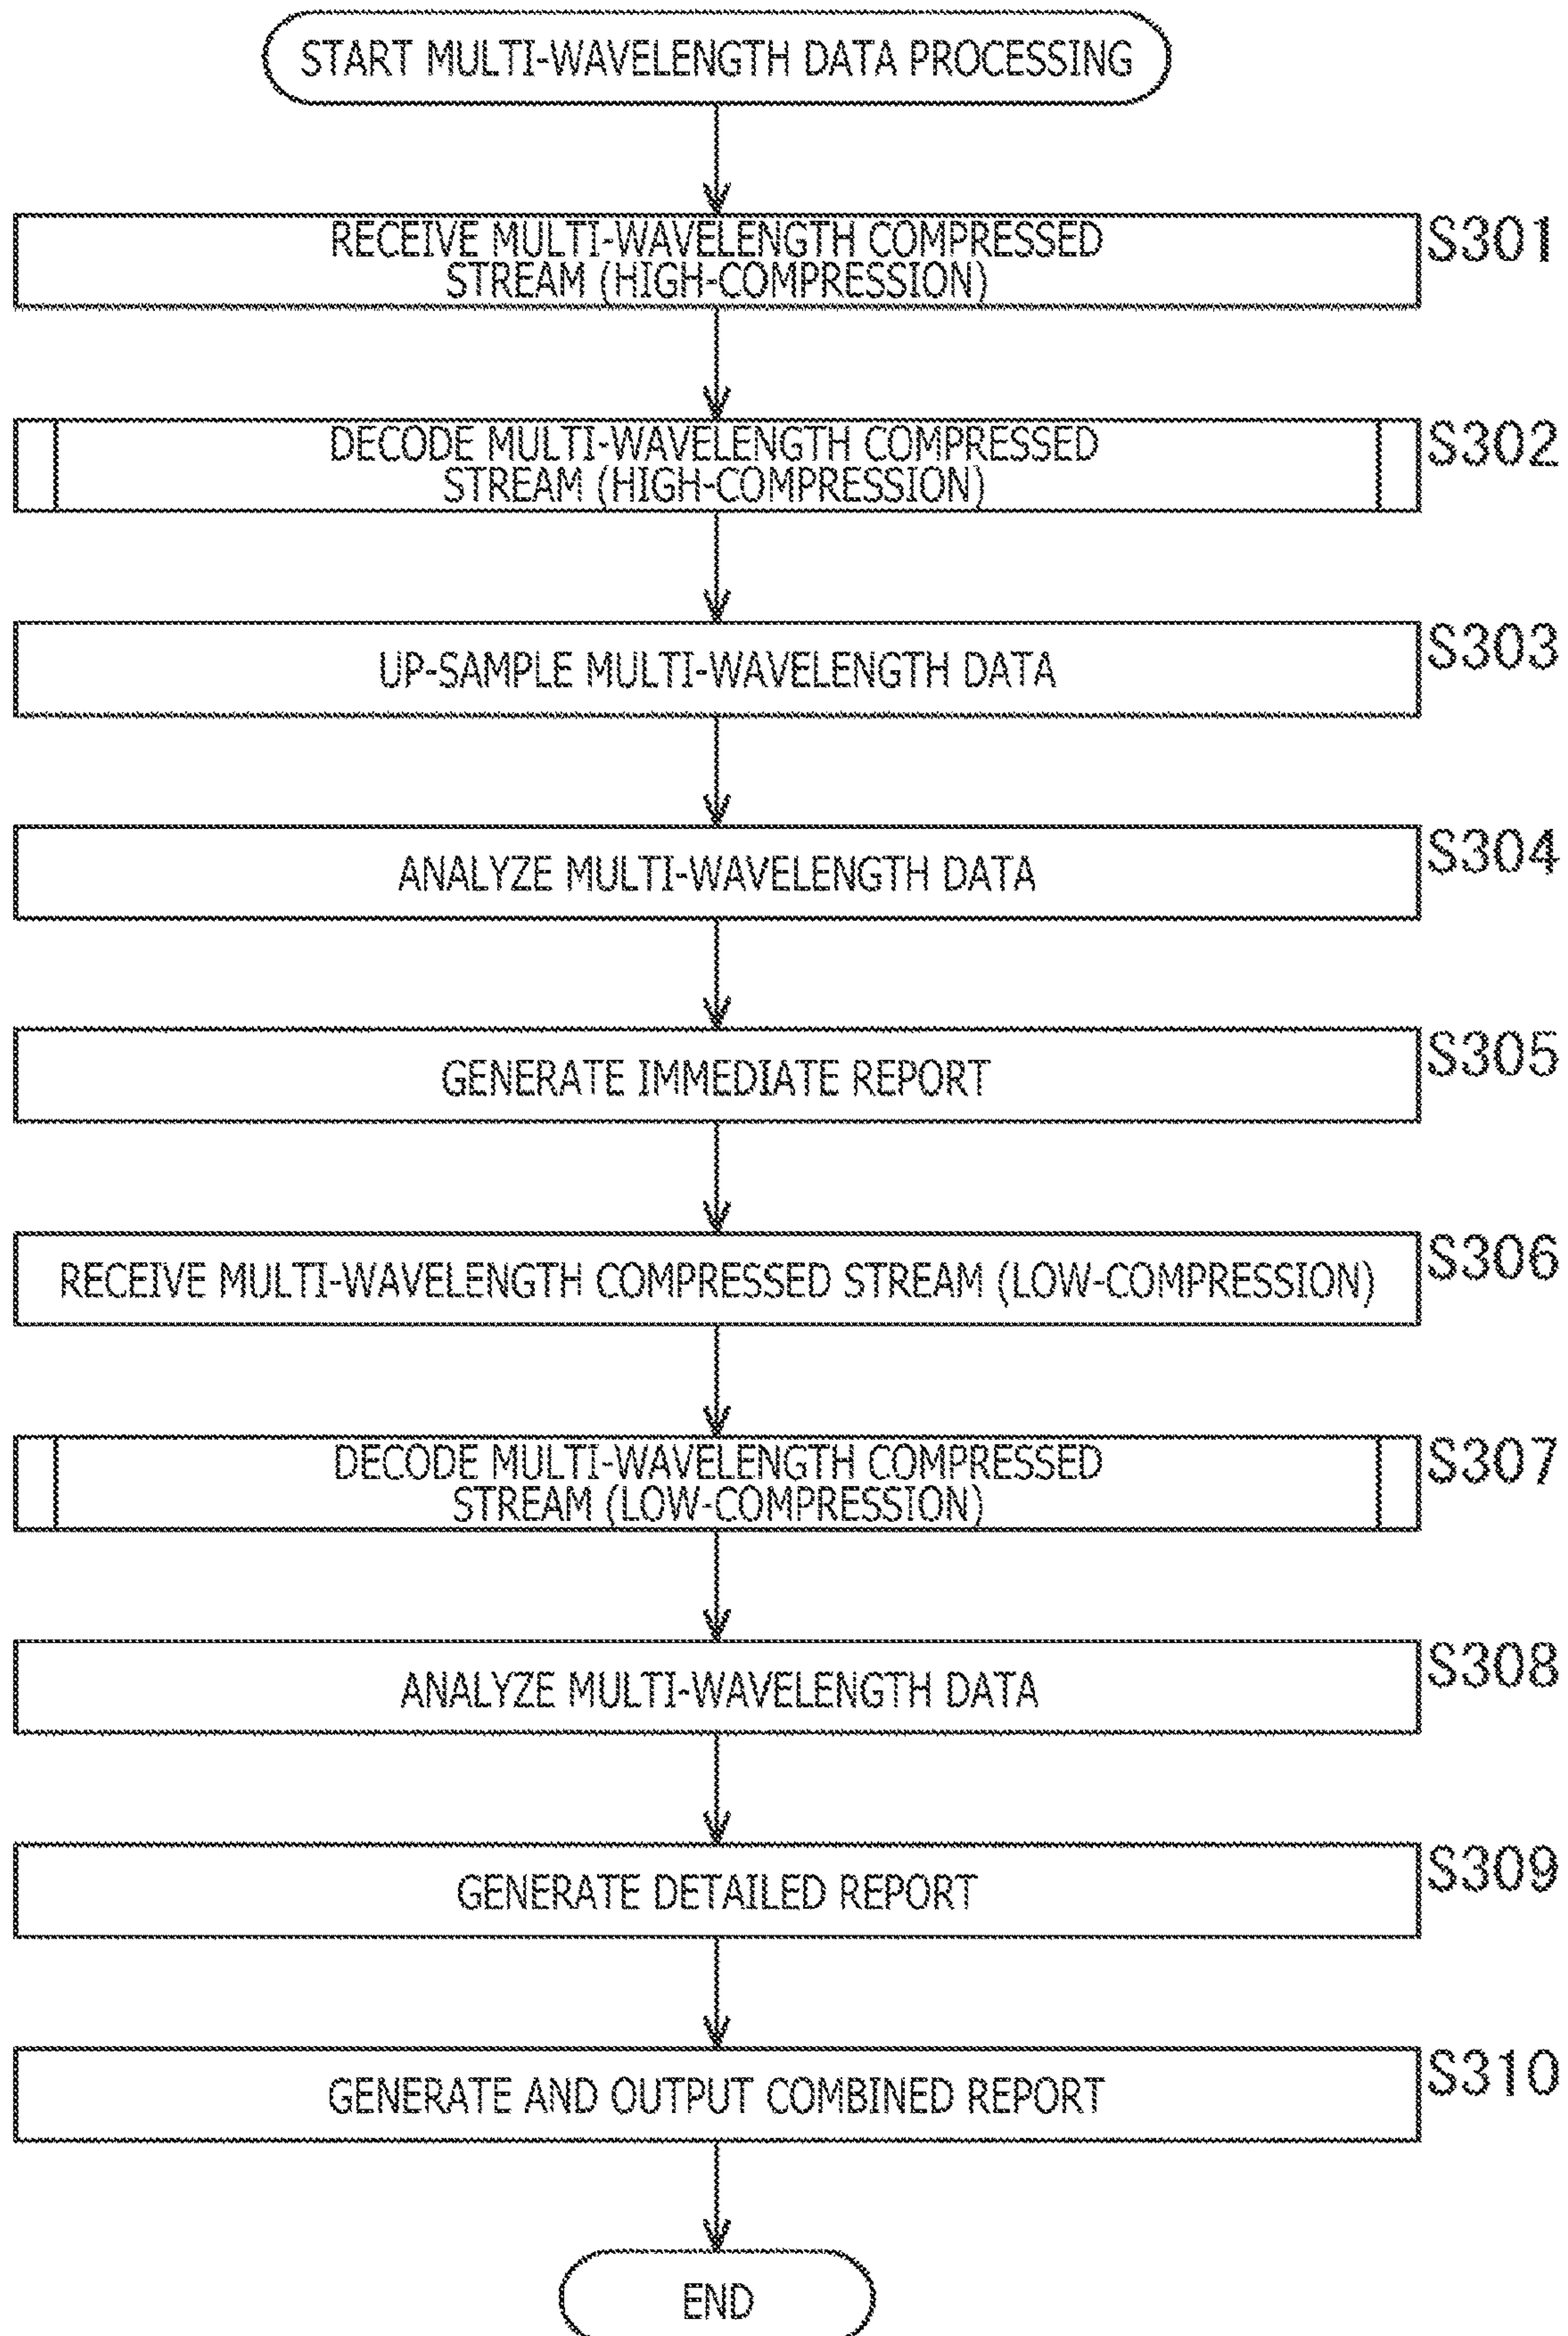 START MULTI-WAVELENGTH DATA PROCESSING
RECEIVE MULTI-WAVELENGTH COMPRESSED
STREAM (HIGH-COMPRESSION)
S301
DECODE MULTI-WAVELENGTH COMPRESSED
STREAM (HIGH-COMPRESSION)
S302
UP-SAMPLE MULTI-WAVELENGTH DATA
S303
ANALYZE MULTI-WAVELENGTH DATA
S304
GENERATE IMMEDIATE REPORT
S305
RECEIVE MULTI-WAVELENGTH COMPRESSED STREAM (LOW-COMPRESSION)
S306
DECODE MULTI-WAVELENGTH COMPRESSED
STREAM (LOW-COMPRESSION)
S307
ANALYZE MULTI-WAVELENGTH DATA
S308
GENERATE DETAILED REPORT
S309
GENERATE AND OUTPUT COMBINED REPORT
S310
END